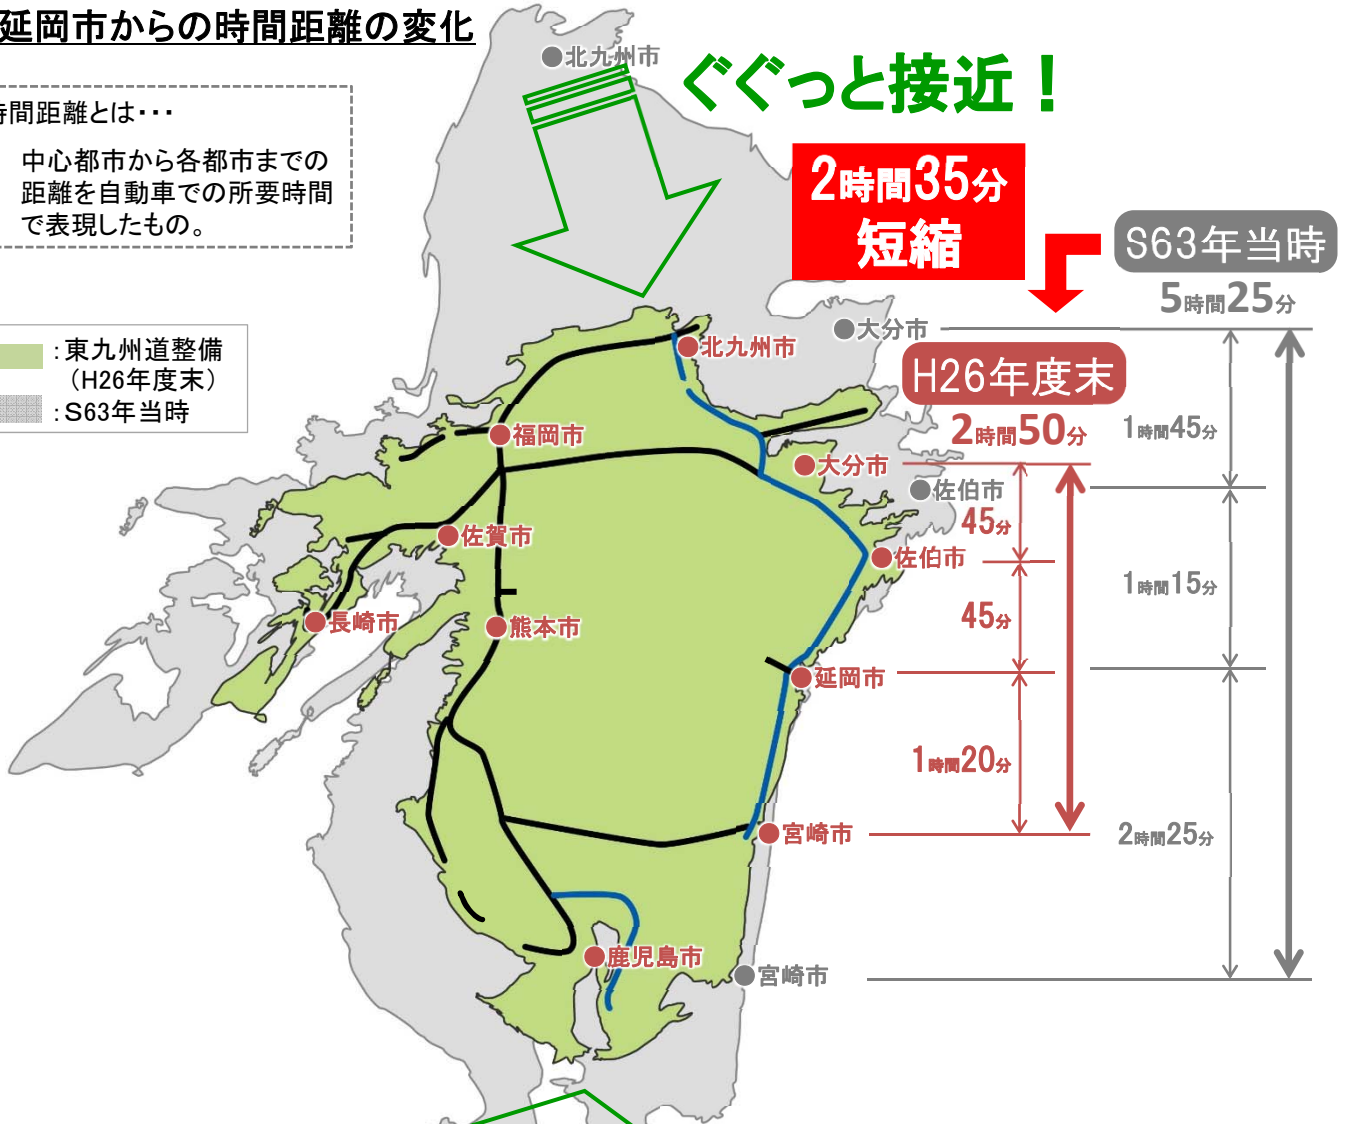 延岡市からの時間距離の変化
時間距離とは･･･
中心都市から各都市までの
距離を自動車での所要時間
で表現したもの。
：東九州道整備
（H26年度末）
：S63年当時
北九州市
ぐぐっと接近！
2時間35分
短縮
S63年当時
5時間25分
大分市
北九州市
H26年度末
2時間50分
1時間45分
福岡市
大分市
佐伯市
45分
佐賀市
佐伯市
1時間15分
長崎市
熊本市
45分
延岡市
1時間20分
宮崎市
2時間25分
鹿児島市
宮崎市